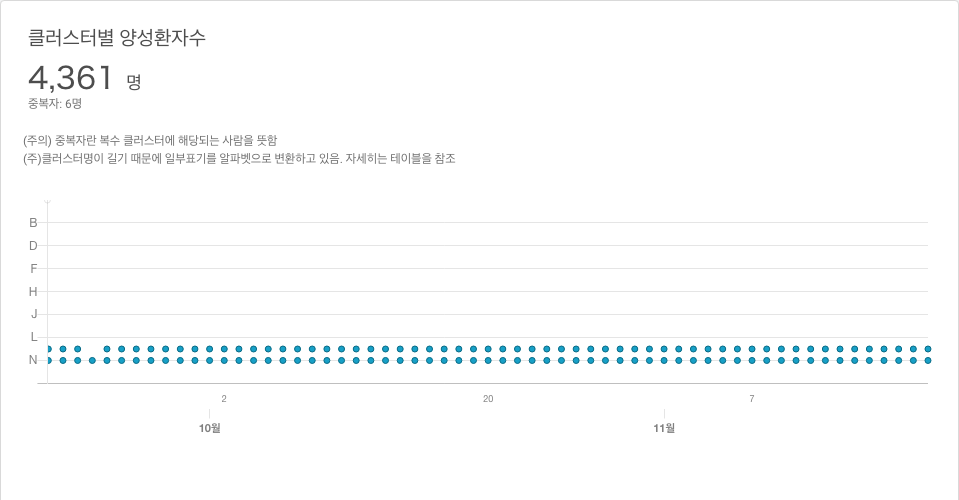 클러스터별 양성환자수
4,361 명
중복자: 6명
(주의) 중복자란 복수 클러스터에 해당되는 사람을 뜻함
(주)클러스터명이 길기 때문에 일부표기를 알파벳으로 변환하고 있음. 자세히는 테이블을 참조
B
D
F
H
J
L
N
2 20 7
10월 11월